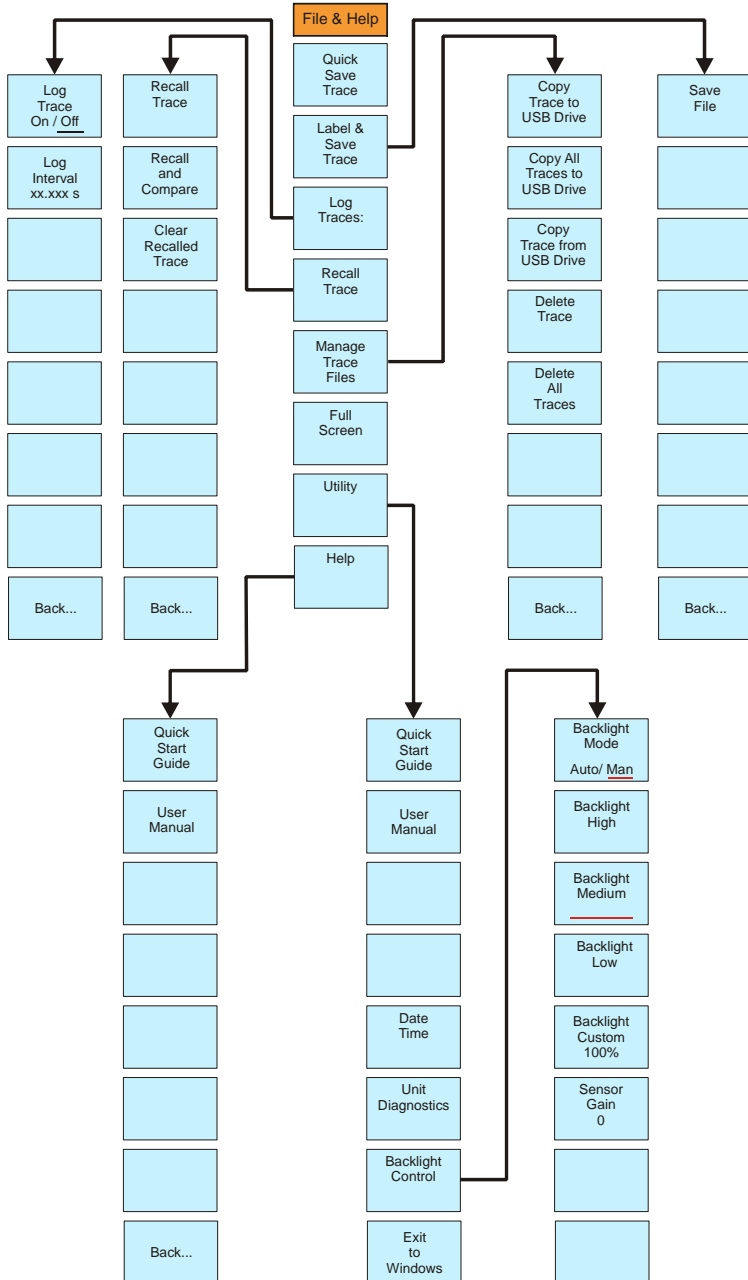 File & Help
Quick
Save
Trace
Label &
Save
Trace
Log
Traces:
Recall
Trace
Manage
Trace
Files
Full
Screen
Utility
Help
Log
Trace
On / Off
Log
Interval
xx.xxx s
Back...
Recall
Trace
Recall
and
Compare
Clear
Recalled
Trace
Back...
Copy
Trace to
USB Drive
Copy All
Traces to
USB Drive
Copy
Trace from
USB Drive
Delete
Trace
Delete
All
Traces
Back...
Save
File
Back...
Quick
Start
Guide
User
Manual
Back...
Quick
Start
Guide
User
Manual
Date
Time
Unit
Diagnostics
Backlight
Control
Exit
to
Windows
Backlight
Mode
Auto/ Man
Backlight
High
Backlight
Medium
Backlight
Low
Backlight
Custom
100%
Sensor
Gain
0